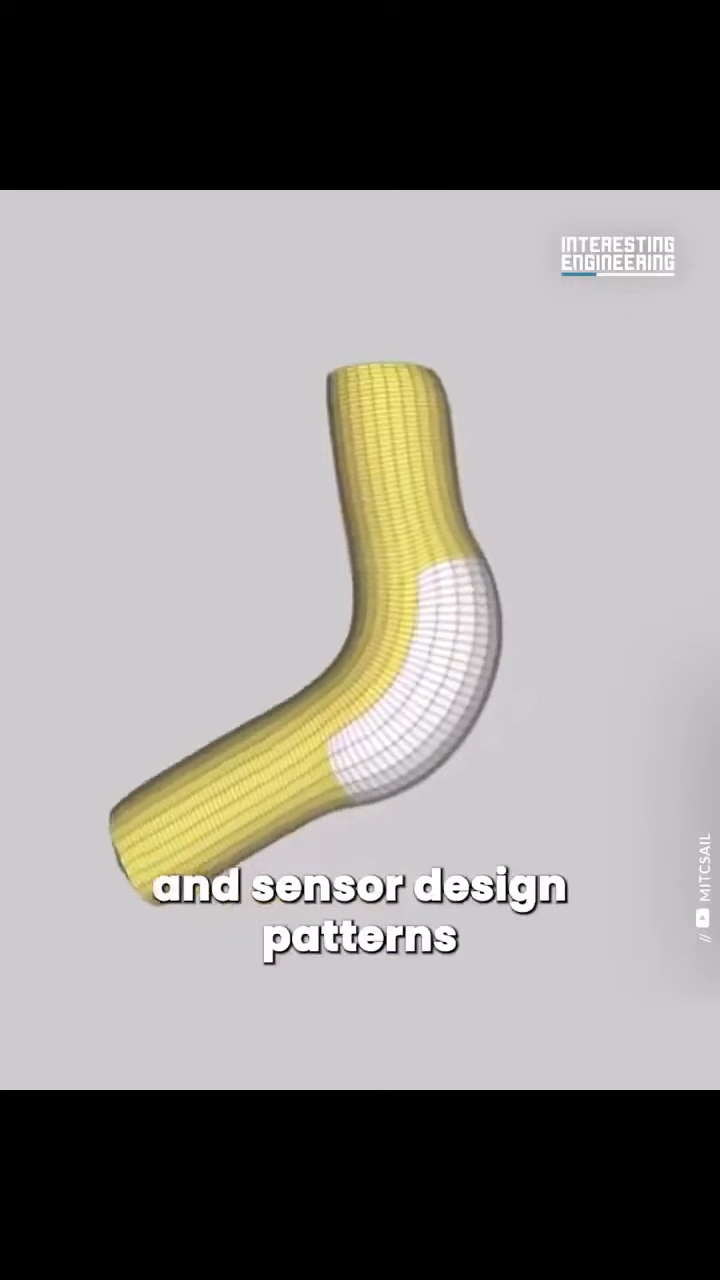 INTERESTING
ENGINEERING
and sensor design
patterns
// MITCSAIL